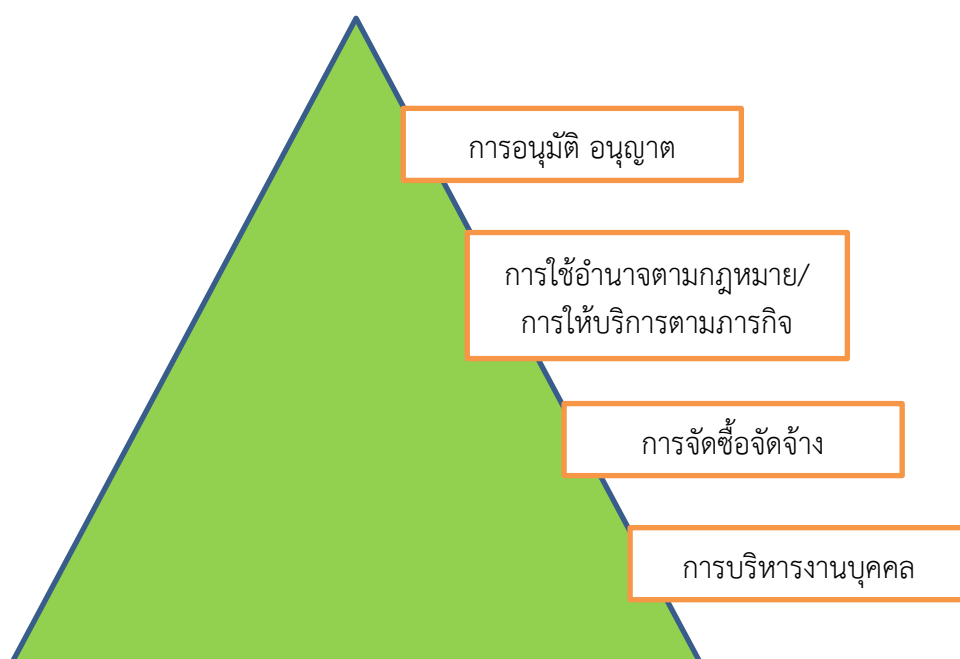 การอนุมัติ อนุญาต
การใช้อำนาจตามกฎหมาย/
การให้บริการตามภารกิจ
การจัดซื้อจัดจ้าง
การบริหารงานบุคคล